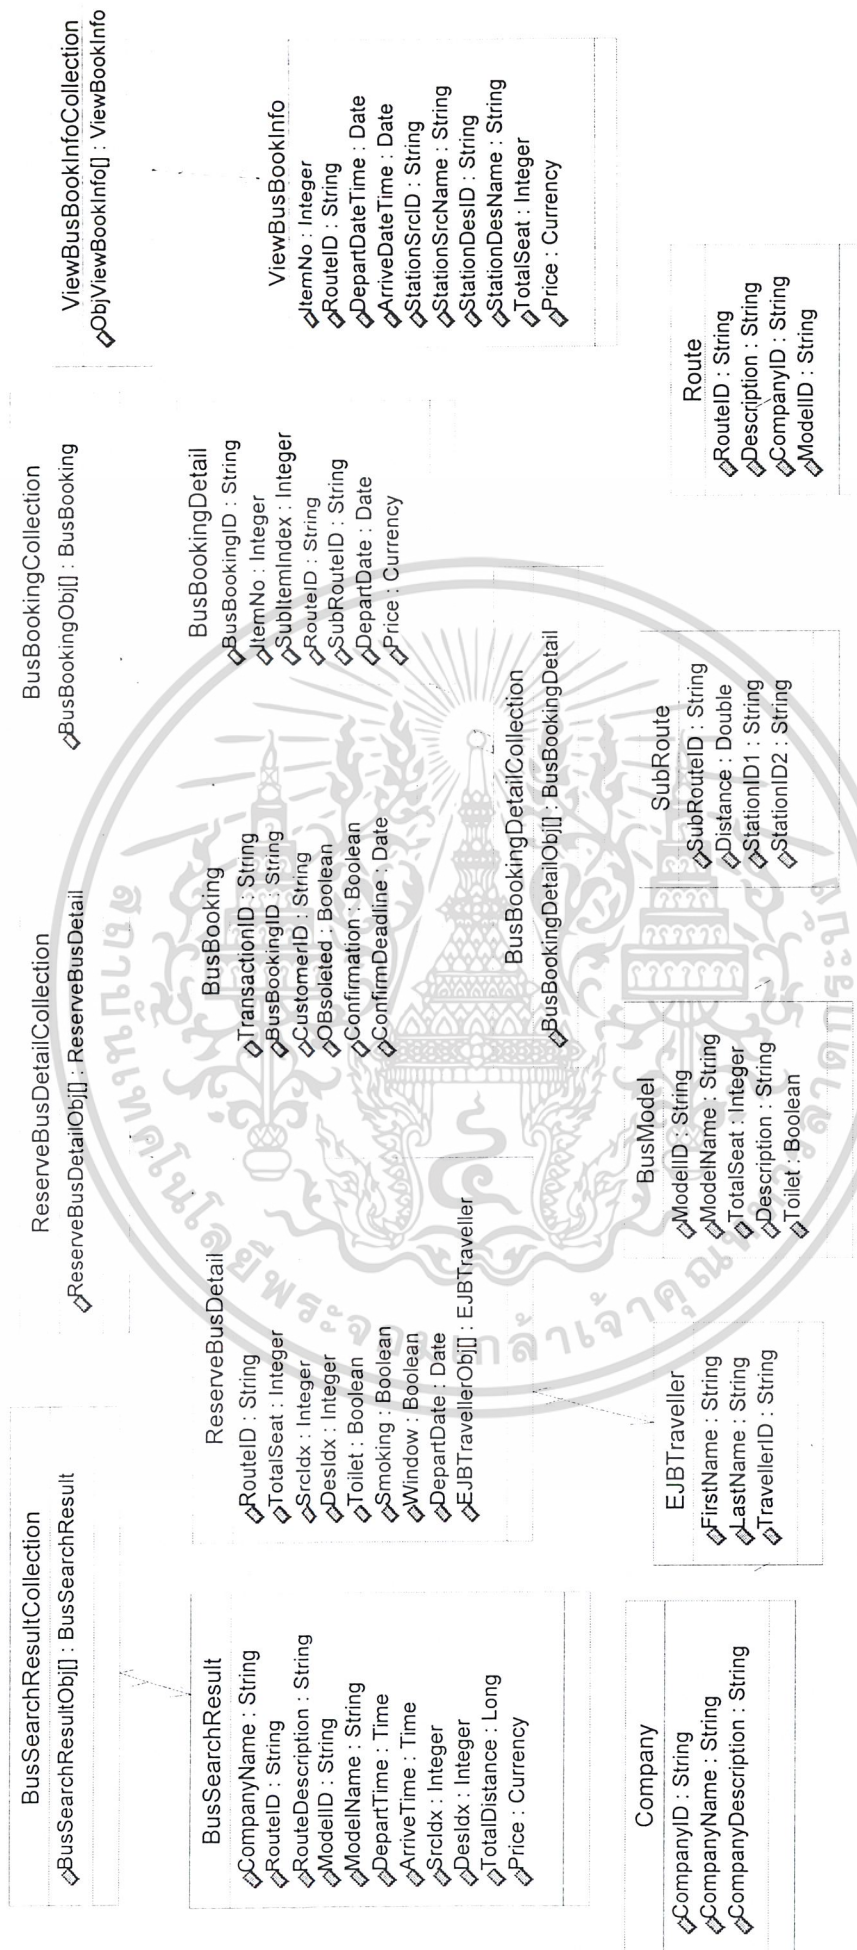 BusSearchResultCollection
BusSearchResultObj[] : BusSearchResult
ReserveBusDetailCollection
ReserveBusDetailObj[] : ReserveBusDetail
BusBookingCollection
BusBookingObj[] : BusBooking
ViewBusBookInfoCollection
ObjViewBookInfo[] : ViewBookInfo
BusSearchResult
CompanyName : String
RouteID : String
RouteDescription : String
ModelID : String
ModelName : String
DepartTime : Time
ArriveTime : Time
SrcIdx : Integer
DesIdx : Integer
TotalDistance : Long
Price : Currency
ReserveBusDetail
RouteID : String
TotalSeat : Integer
SrcIdx : Integer
DesIdx : Integer
Toilet : Boolean
Smoking : Boolean
Window : Boolean
DepartDate : Date
EJBTravellerObj[] : EJBTraveller
BusBooking
TransactionID : String
BusBookingID : String
CustomerID : String
OBsoleted : Boolean
Confirmation : Boolean
ConfirmDeadline : Date
BusBookingDetail
BusBookingID : String
ItemNo : Integer
SubItemIndex : Integer
RouteID : String
SubRouteID : String
DepartDate : Date
Price : Currency
ViewBusBookInfo
ItemNo : Integer
RouteID : String
DepartDateTime : Date
ArriveDateTime : Date
StationSrcID : String
StationSrcName : String
StationDesID : String
StationDesName : String
TotalSeat : Integer
Price : Currency
BusBookingDetailCollection
BusBookingDetailObj[] : BusBookingDetail
Company
CompanyID : String
CompanyName : String
CompanyDescription : String
EJBTraveller
FirstName : String
LastName : String
TravellerID : String
BusModel
ModelID : String
ModelName : String
TotalSeat : Integer
Description : String
Toilet : Boolean
SubRoute
SubRouteID : String
Distance : Double
StationID1 : String
StationID2 : String
Route
RouteID : String
Description : String
CompanyID : String
ModelID : String